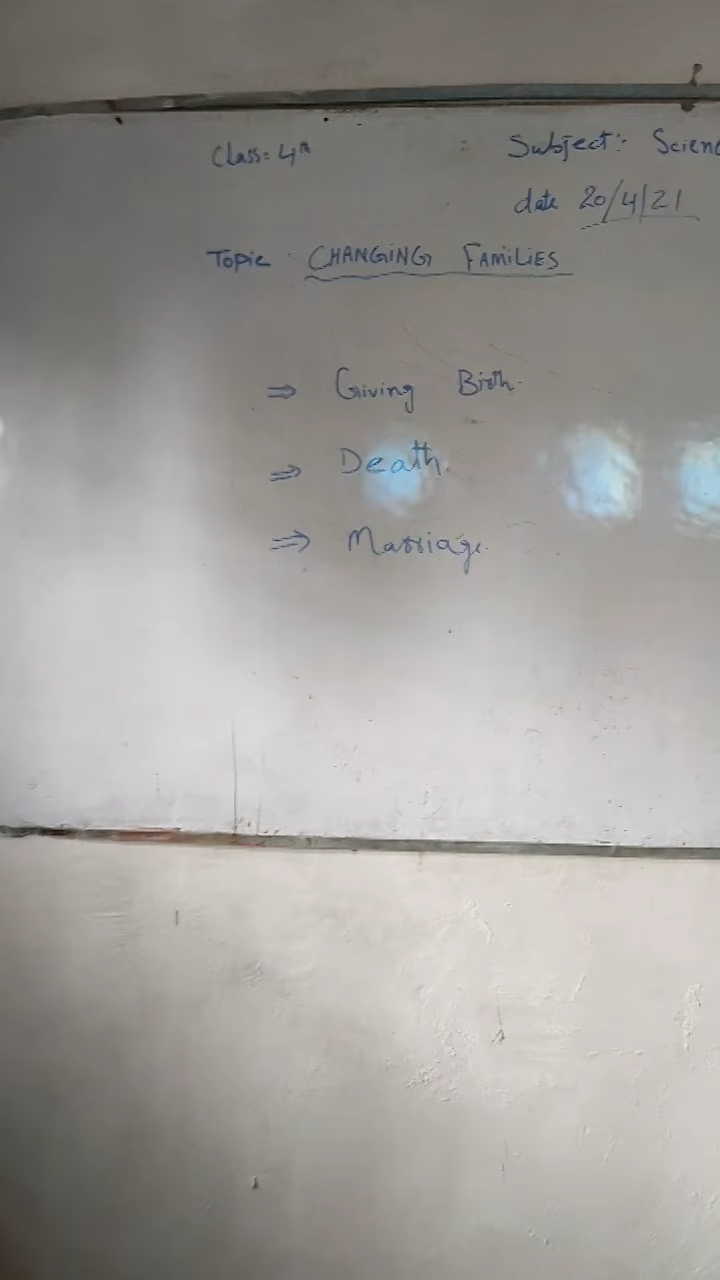 Class: 4th
Subject:- Scienc
date 20/4/21
Topic : CHANGING FAMILIES
⇒ Giving Birth.
⇒ Death.
⇒ Marriage.